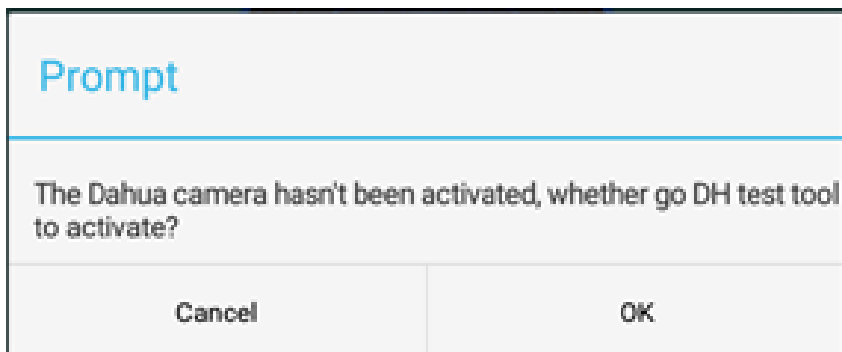 Prompt
The Dahua camera hasn't been activated, whether go DH test tool
to activate?
Cancel
OK